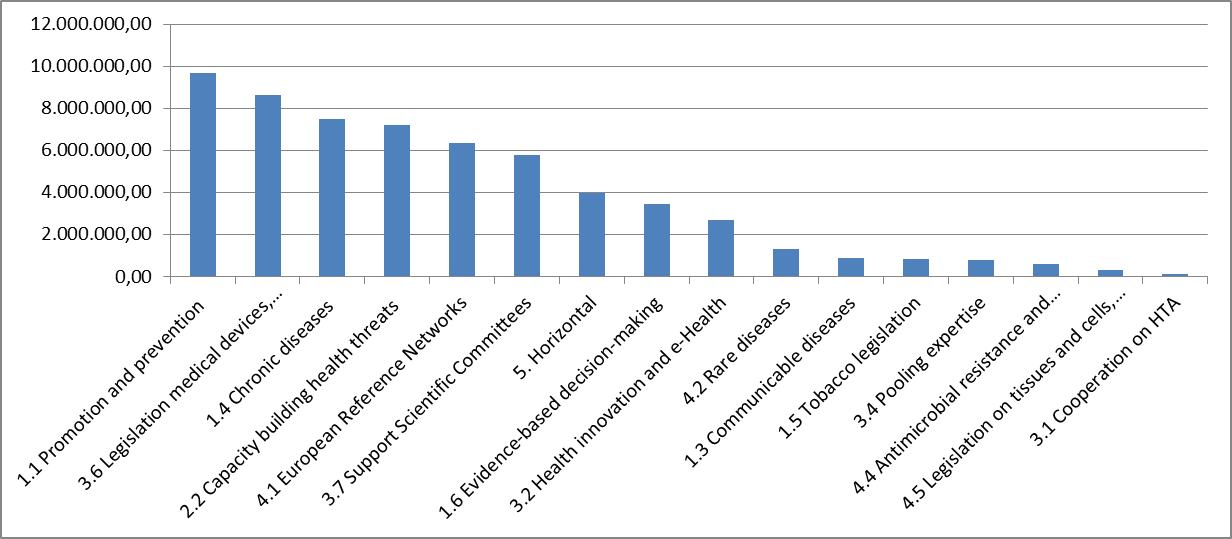 12.000.000,00
10.000.000,00
8.000.000,00
6.000.000,00
4.000.000,00
2.000.000,00
0,00
1.1 Promotion and prevention
3.6 Legislation medical devices,...
1.4 Chronic diseases
2.2 Capacity building health threats
4.1 European Reference Networks
3.7 Support Scientific Committees
5. Horizontal
1.6 Evidence-based decision-making
3.2 Health innovation and e-Health
4.2 Rare diseases
1.3 Communicable diseases
1.5 Tobacco legislation
3.4 Pooling expertise
4.4 Antimicrobial resistance and...
4.5 Legislation on tissues and cells,...
3.1 Cooperation on HTA